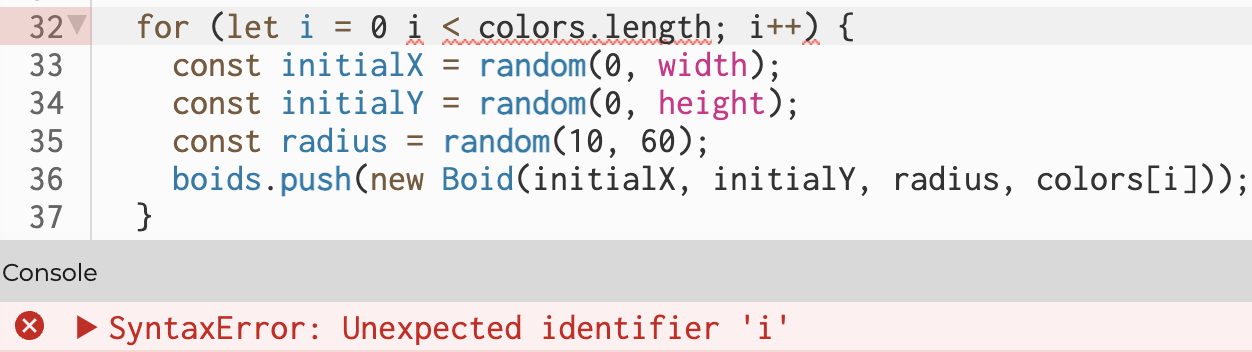 32 for (let i = 0 i < colors.length; i++) {
33 const initialX = random(0, width);
34 const initialY = random(0, height);
35 const radius = random(10, 60);
36 boids.push(new Boid(initialX, initialY, radius, colors[i]));
37 }
Console
SyntaxError: Unexpected identifier 'i'